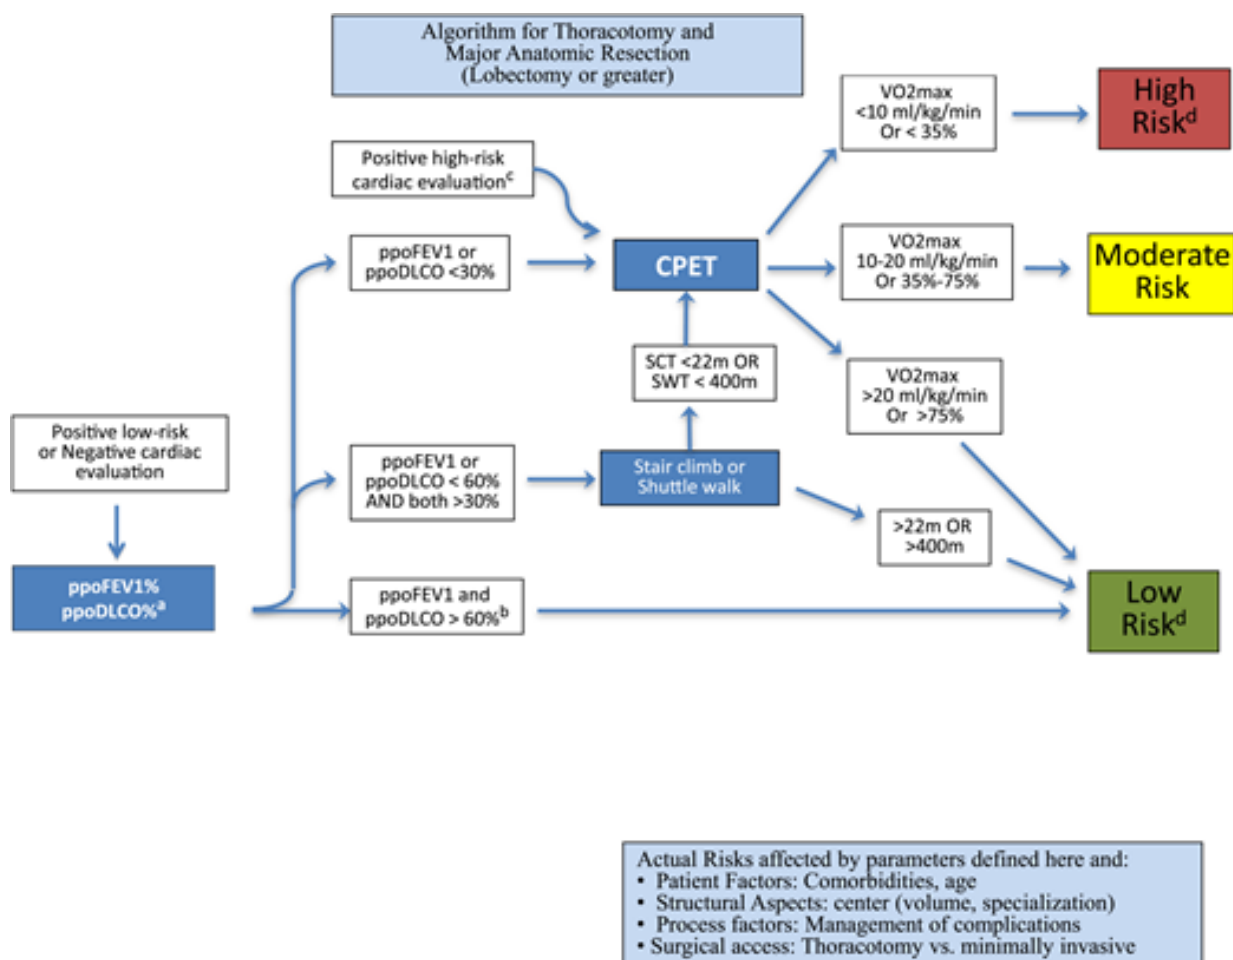 Algorithm for Thoracotomy and
Major Anatomic Resection
(Lobectomy or greater)
VO2max
<10 ml/kg/min
Or < 35%
High
Riskᵈ
Positive high-risk
cardiac evaluationᶜ
ppoFEV1 or
ppoDLCO <30%
CPET
VO2max
10-20 ml/kg/min
Or 35%-75%
Moderate
Risk
SCT <22m OR
SWT < 400m
VO2max
>20 ml/kg/min
Or >75%
Positive low-risk
or Negative cardiac
evaluation
ppoFEV1 or
ppoDLCO < 60%
AND both >30%
Stair climb or
Shuttle walk
>22m OR
>400m
ppoFEV1%
ppoDLCO%ᵃ
ppoFEV1 and
ppoDLCO > 60%ᵇ
Low
Riskᵈ
Actual Risks affected by parameters defined here and:
• Patient Factors: Comorbidities, age
• Structural Aspects: center (volume, specialization)
• Process factors: Management of complications
• Surgical access: Thoracotomy vs. minimally invasive